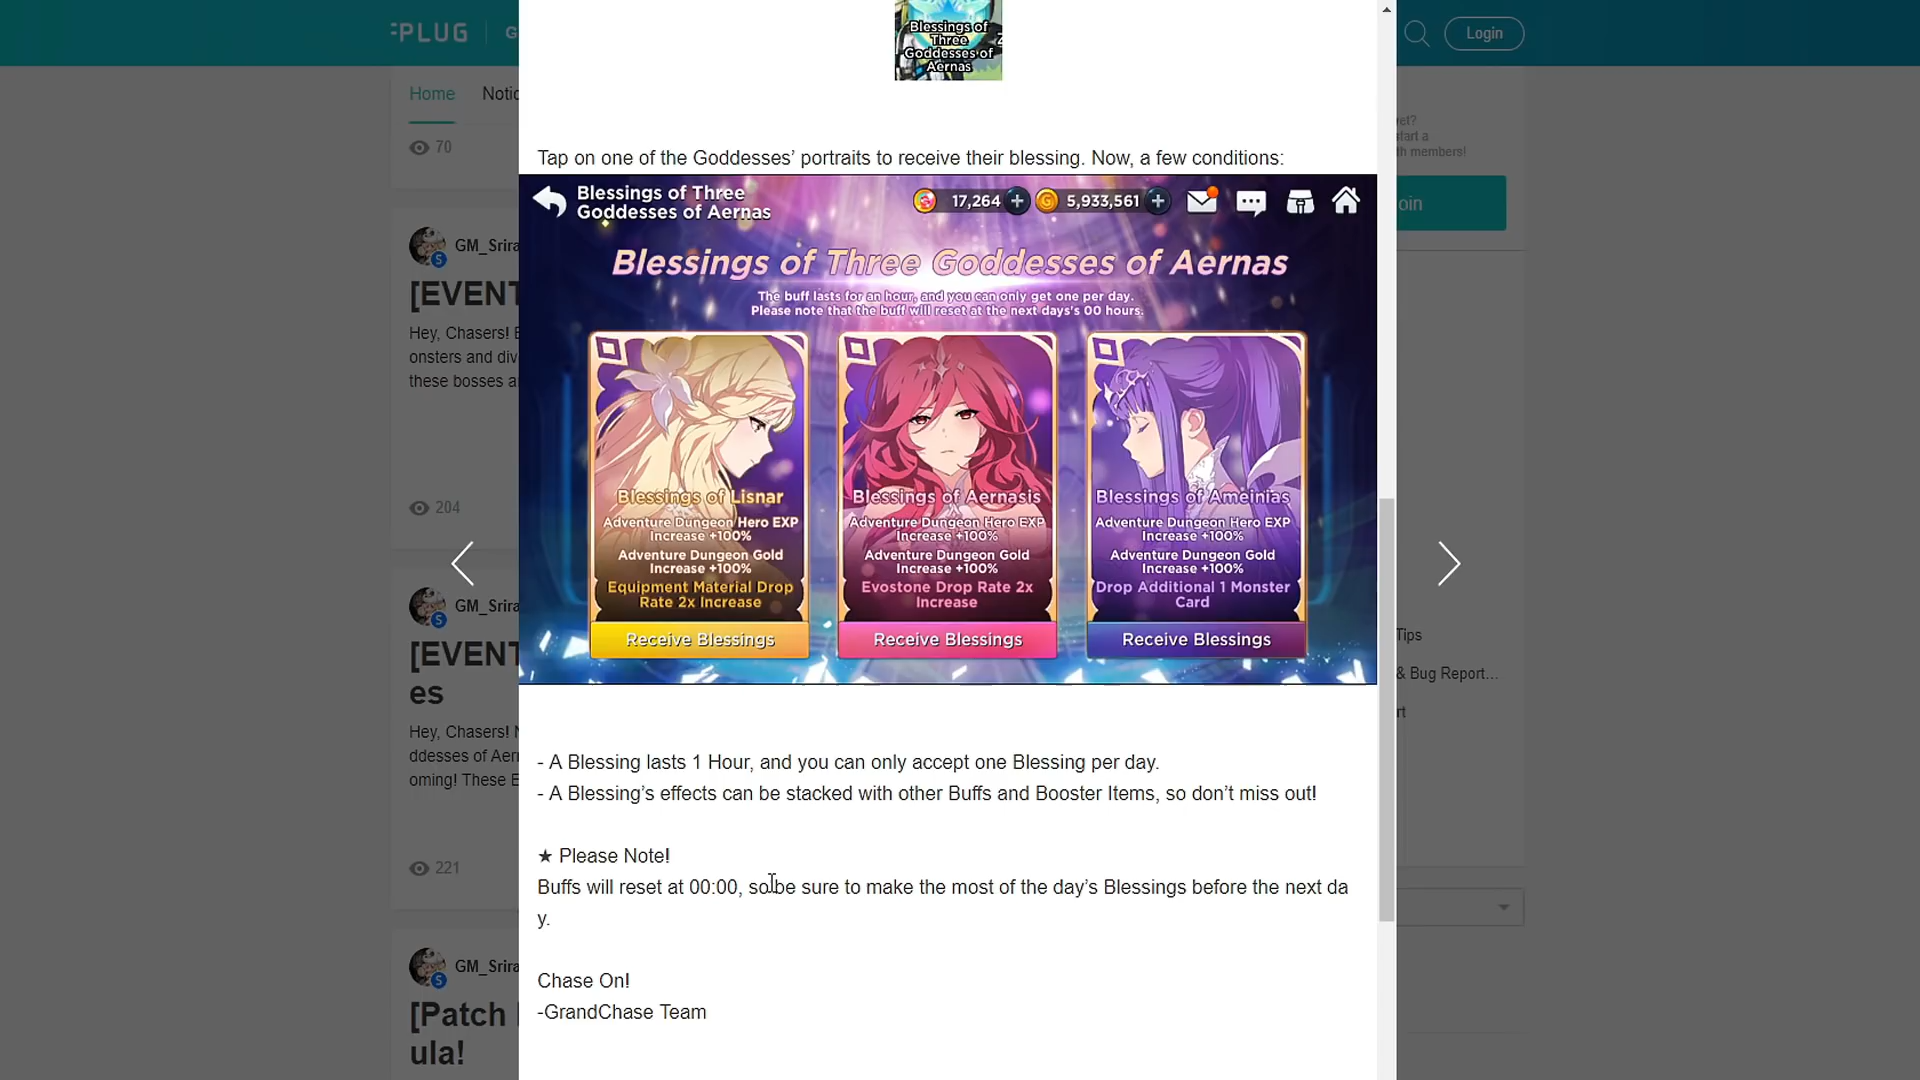 :PLUG
G
Login
Blessings of
Three
Goddesses of
Aernas
Home
Notic
70
Tap on one of the Goddesses’ portraits to receive their blessing. Now, a few conditions:
Blessings of Three
Goddesses of Aernas
17,264
5,933,561
Blessings of Three Goddesses of Aernas
The buff lasts for an hour, and you can only get one per day.
Please note that the buff will reset at the next days's 00 hours.
Blessings of Lisnar
Adventure Dungeon Hero EXP
Increase +100%
Adventure Dungeon Gold
Increase +100%
Equipment Material Drop
Rate 2x Increase
Receive Blessings
Blessings of Aernasis
Adventure Dungeon Hero EXP
Increase +100%
Adventure Dungeon Gold
Increase +100%
Evostone Drop Rate 2x
Increase
Receive Blessings
Blessings of Ameinias
Adventure Dungeon Hero EXP
Increase +100%
Adventure Dungeon Gold
Increase +100%
Drop Additional 1 Monster
Card
Receive Blessings
- A Blessing lasts 1 Hour, and you can only accept one Blessing per day.
- A Blessing’s effects can be stacked with other Buffs and Booster Items, so don’t miss out!
★ Please Note!
Buffs will reset at 00:00, so be sure to make the most of the day’s Blessings before the next da
y.
Chase On!
-GrandChase Team
GM_Srira
[EVENT
Hey, Chasers! E
onsters and div
these bosses a
204
GM_Srira
[EVENT
es
Hey, Chasers! N
ddesses of Aer
oming! These E
221
GM_Srira
[Patch
ula!
yet?
start a
th members!
oin
Tips
& Bug Report...
rt